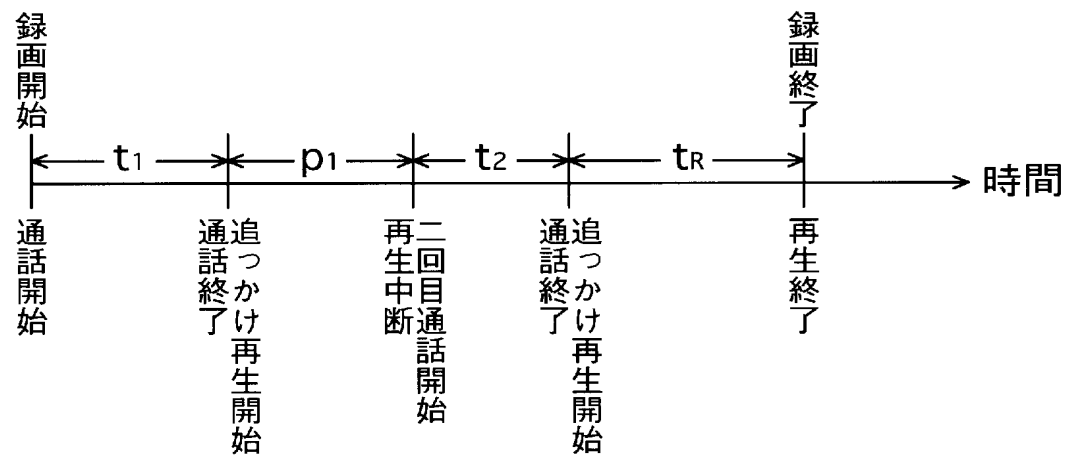 録画開始
録画終了
t1
p1
t2
tR
時間
通話開始
通話終了
追っかけ再生開始
再生中断
二回目通話開始
通話終了
追っかけ再生開始
再生終了